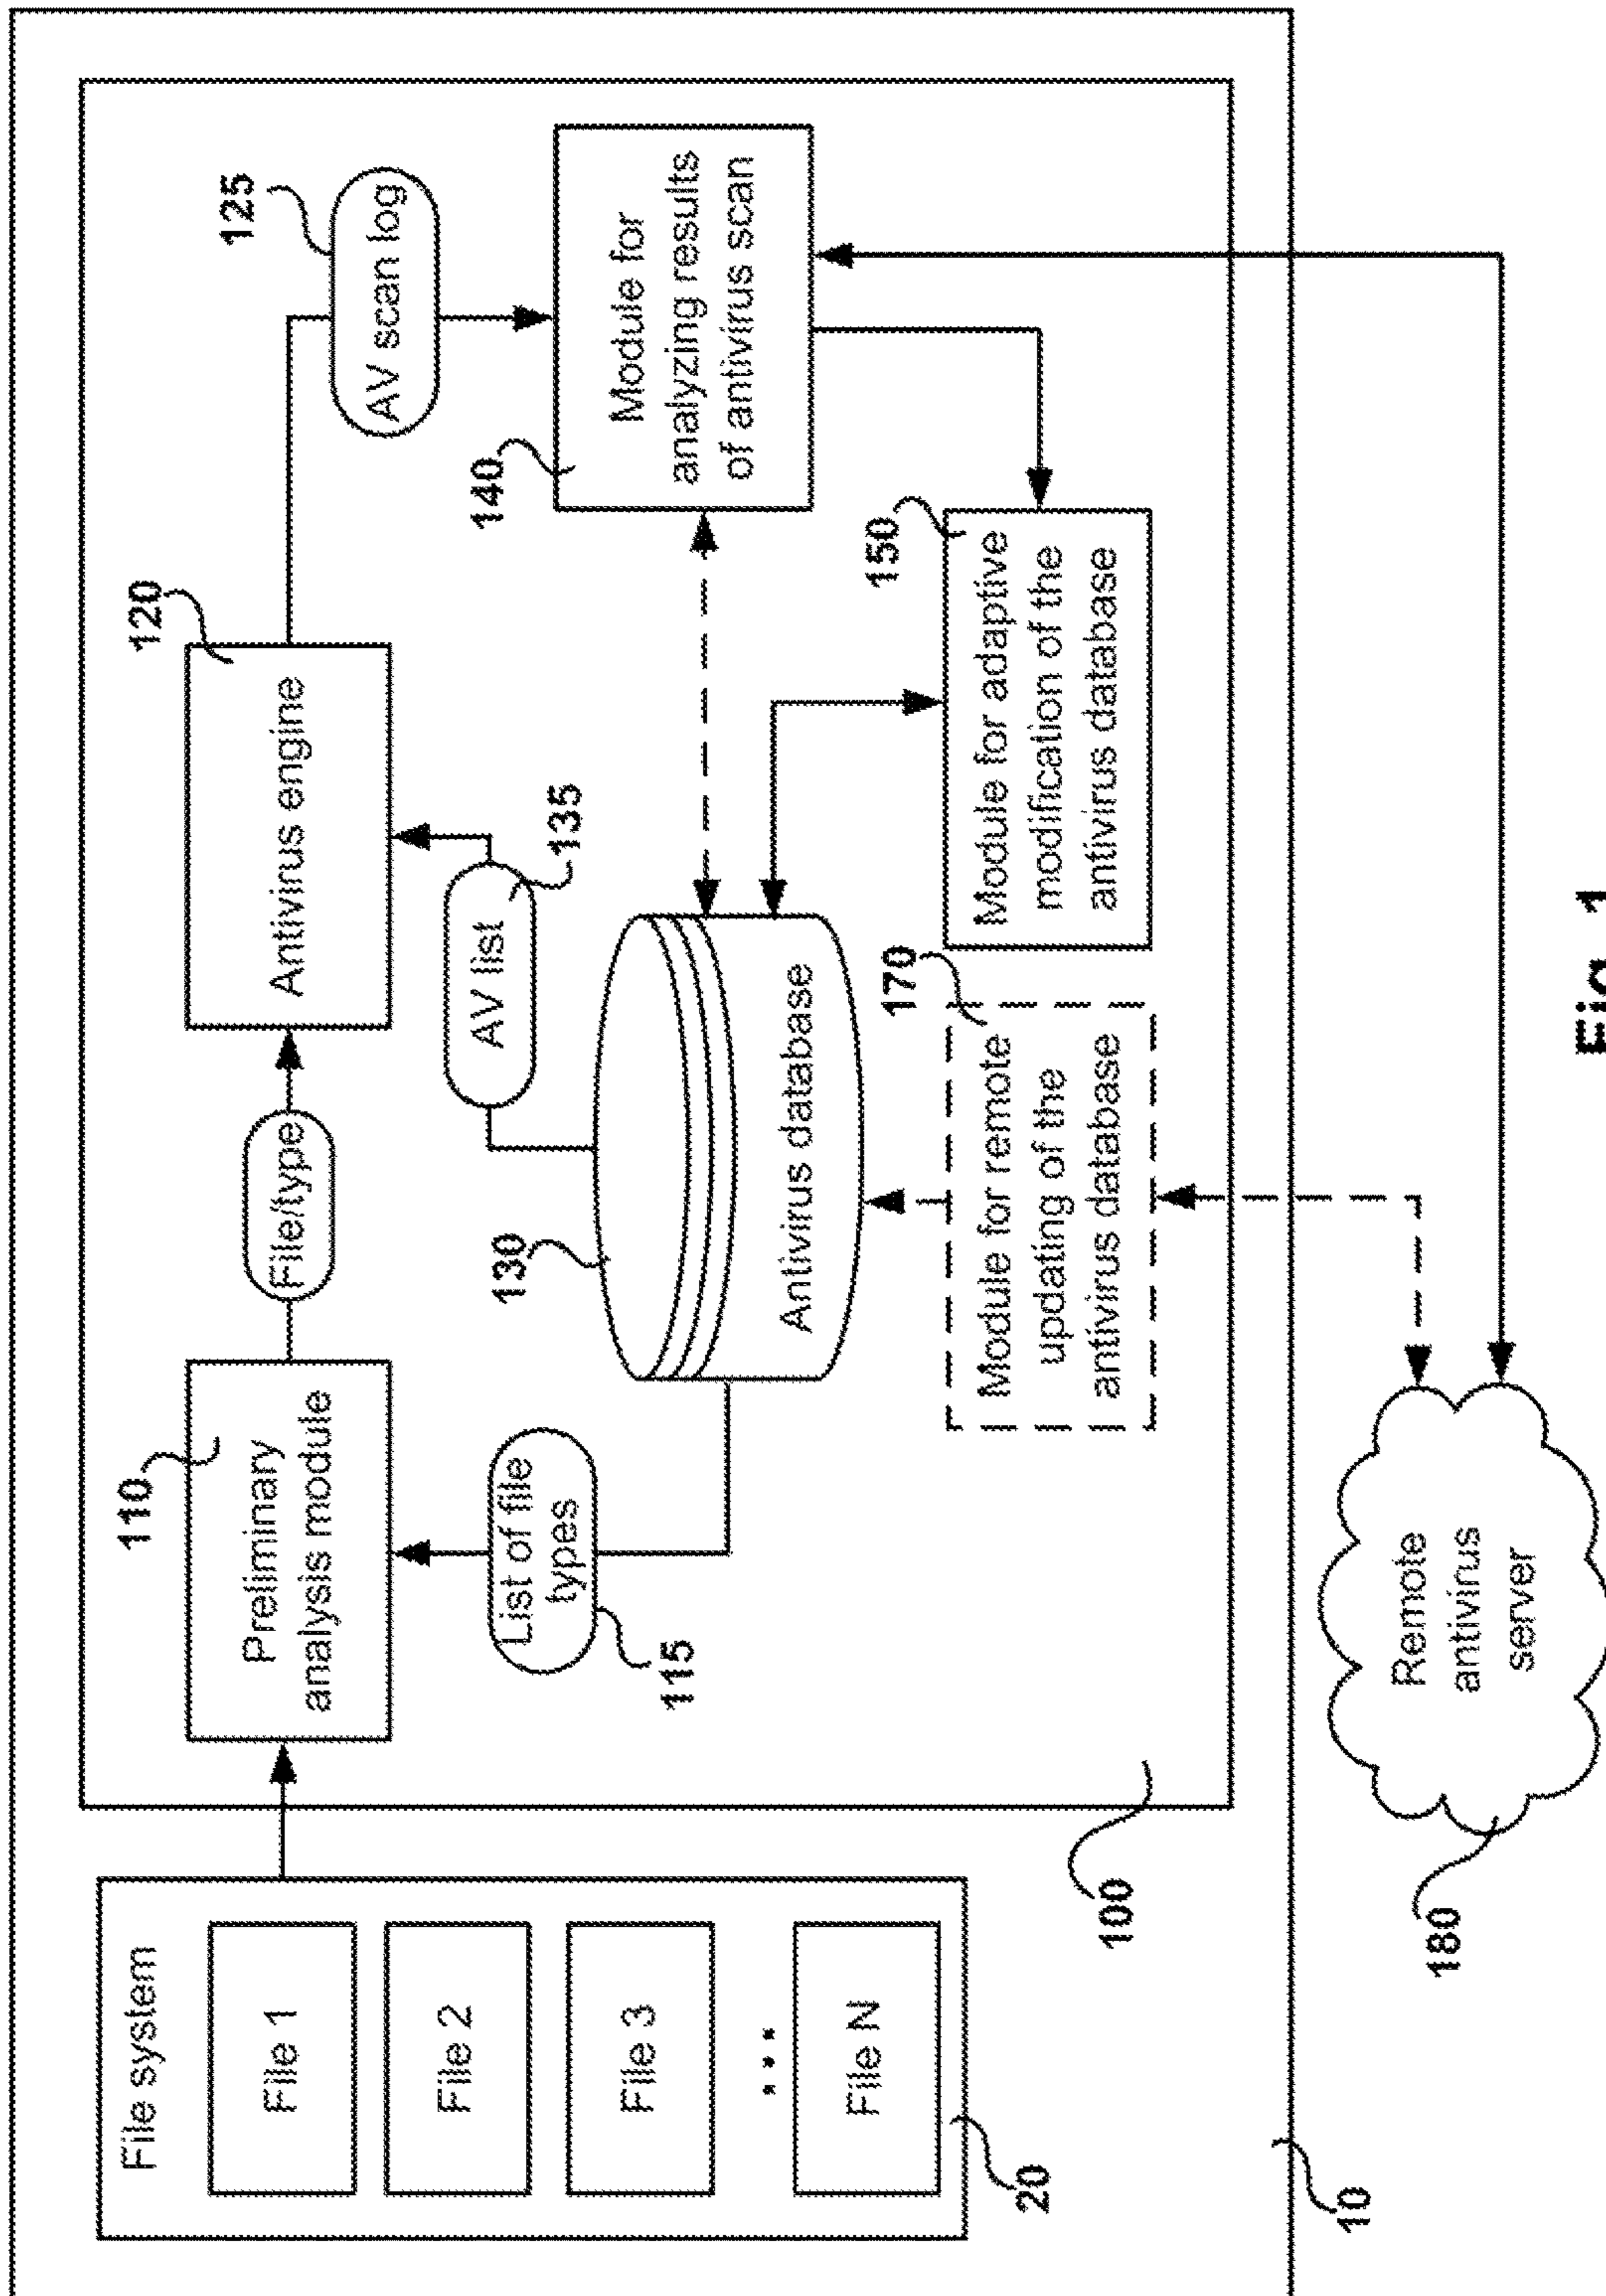 File system
File 1
File 2
File 3
...
File N
20
10
110
Preliminary
analysis module
File/type
120
Antivirus engine
125
AV scan log
List of file
types
115
130
Antivirus database
AV list
135
140
Module for
analyzing results
of antivirus scan
150
Module for adaptive
modification of the
antivirus database
170
Module for remote
updating of the
antivirus database
100
180
Remote
antivirus
server
Fig. 1